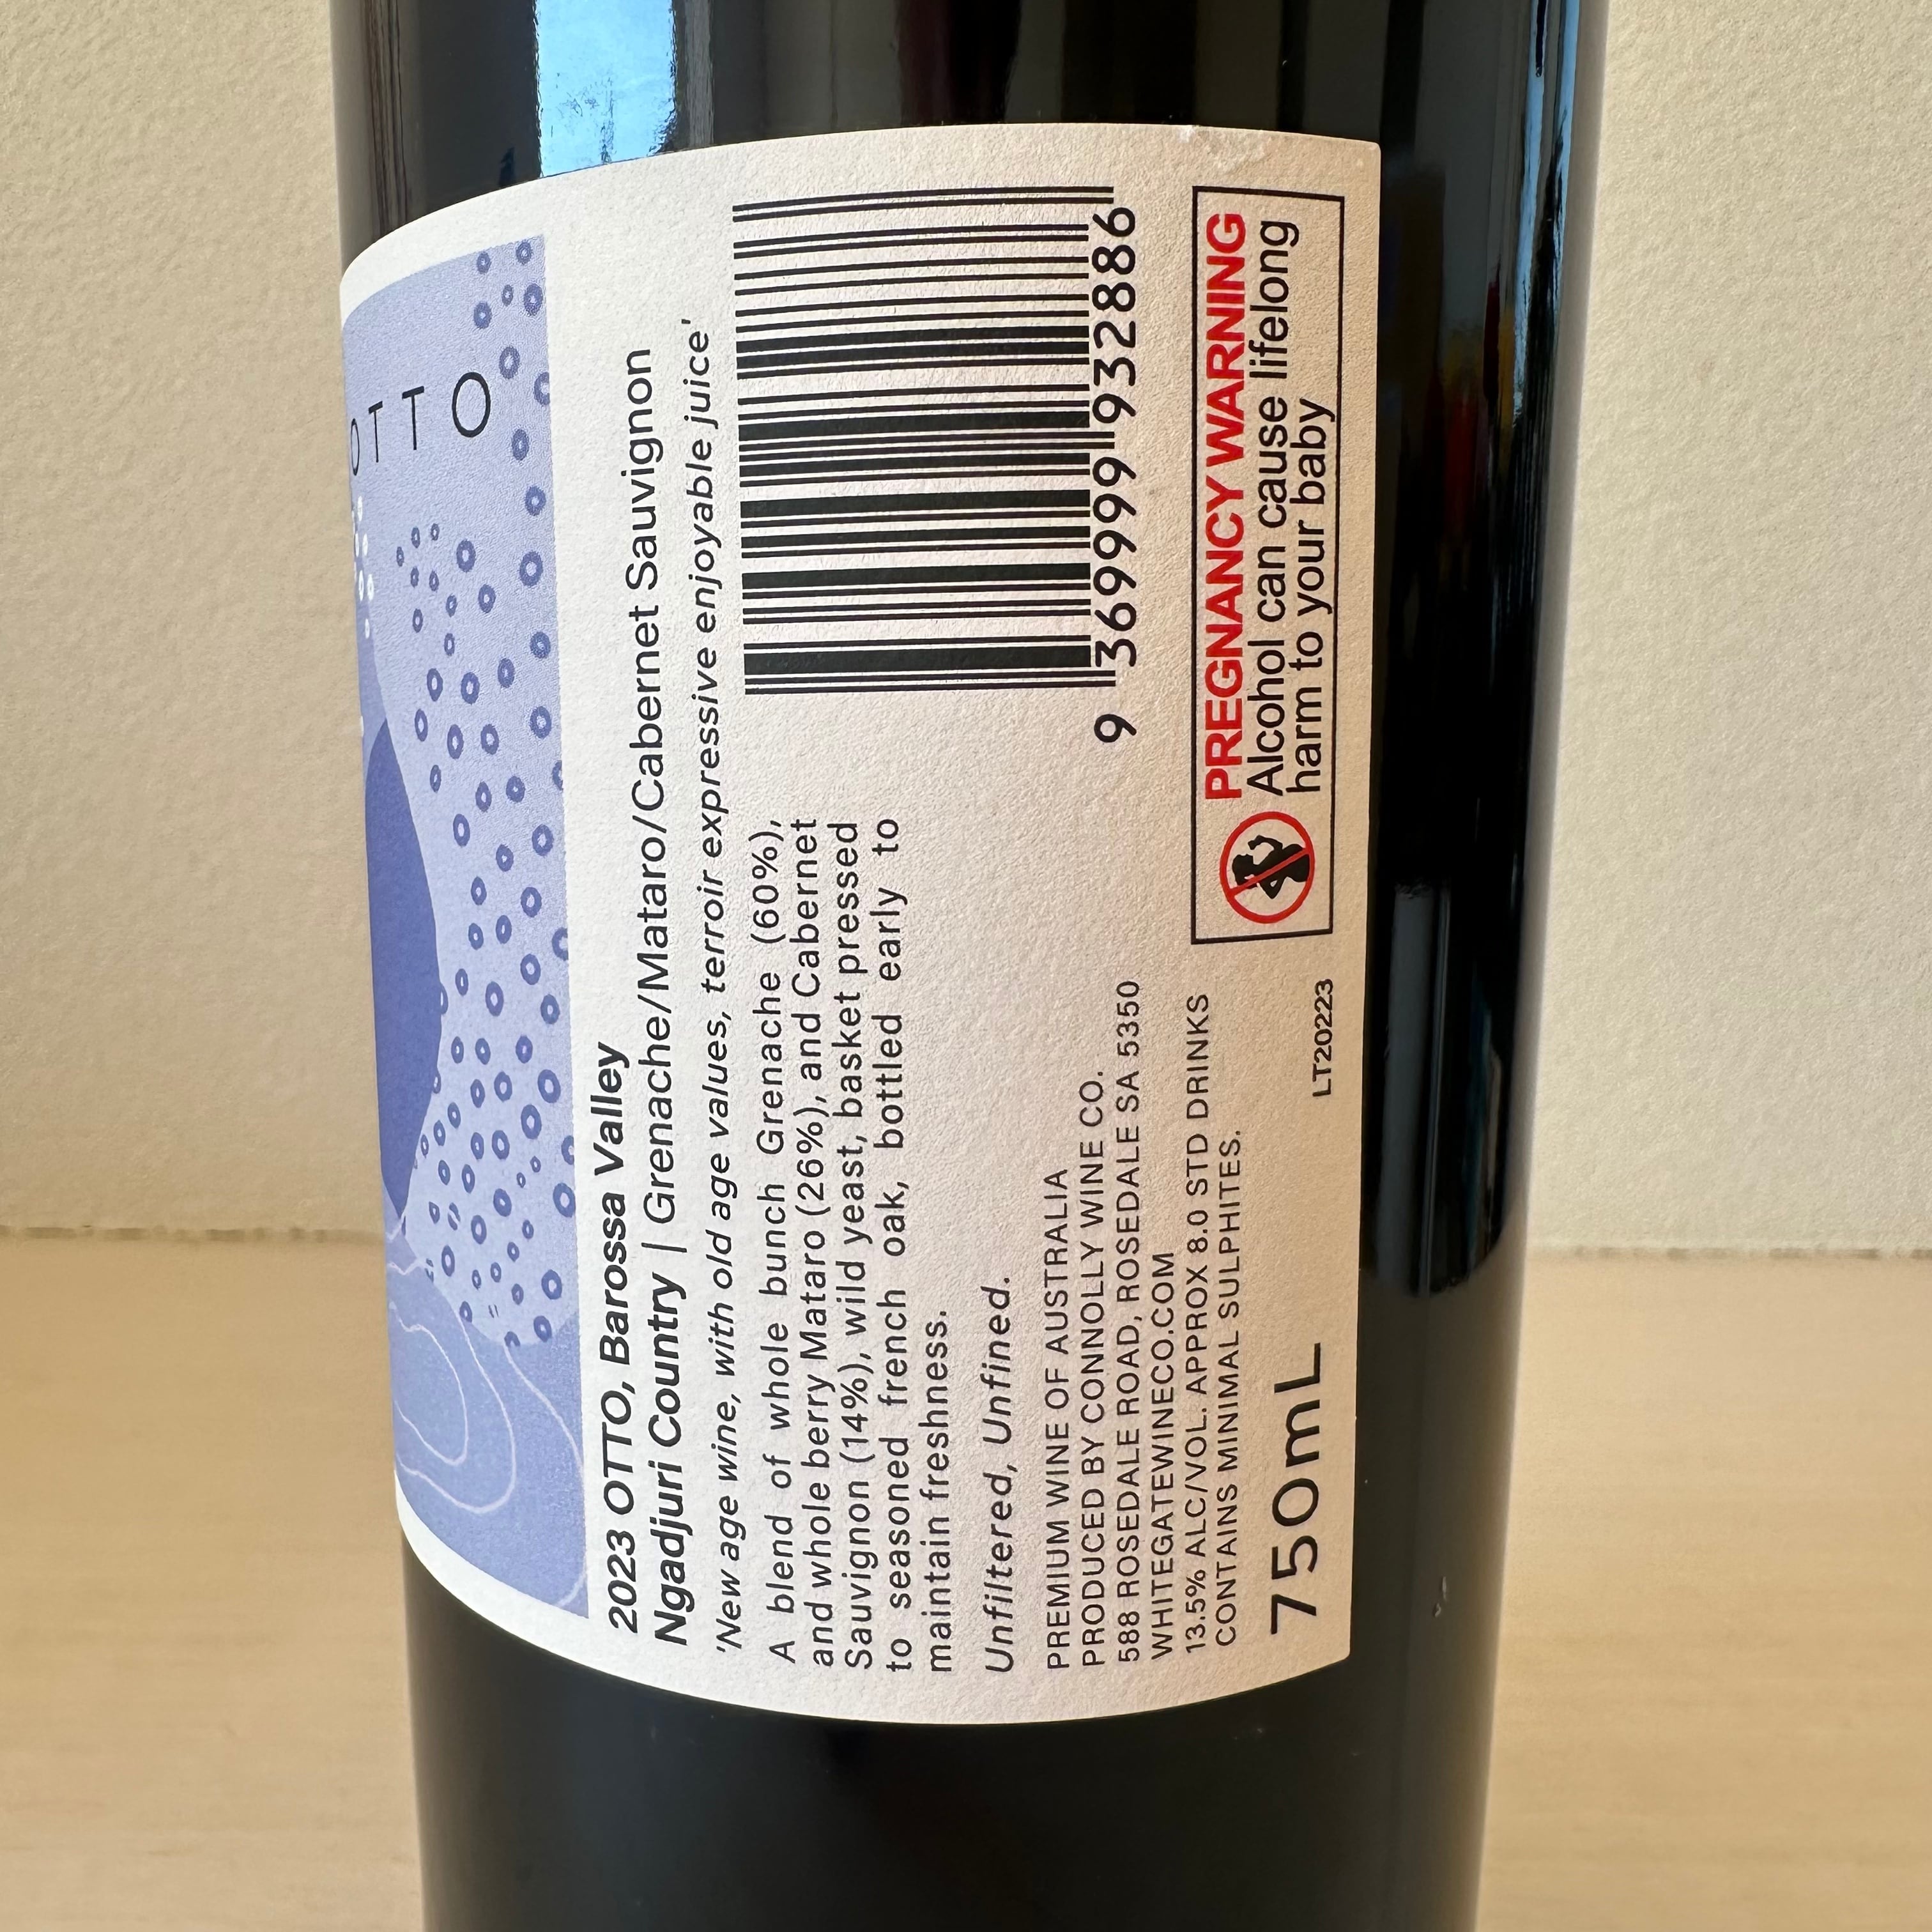 OTTO
2023 OTTO, Barossa Valley
Ngadjuri Country | Grenache/Mataro/Cabernet Sauvignon
'New age wine, with old age values, terroir expressive enjoyable juice'
A blend of whole bunch Grenache (60%),
and whole berry Mataro (26%), and Cabernet
Sauvignon (14%), wild yeast, basket pressed
to seasoned french oak, bottled early to
maintain freshness.
Unfiltered, Unfined.
PREMIUM WINE OF AUSTRALIA
PRODUCED BY CONNOLLY WINE CO.
588 ROSEDALE ROAD, ROSEDALE SA 5350
WHITEGATEWINECO.COM
13.5% ALC/VOL. APPROX 8.0 STD DRINKS
CONTAINS MINIMAL SULPHITES.
750mL
LT20223
9 369999 932886
PREGNANCY WARNING
Alcohol can cause lifelong
harm to your baby